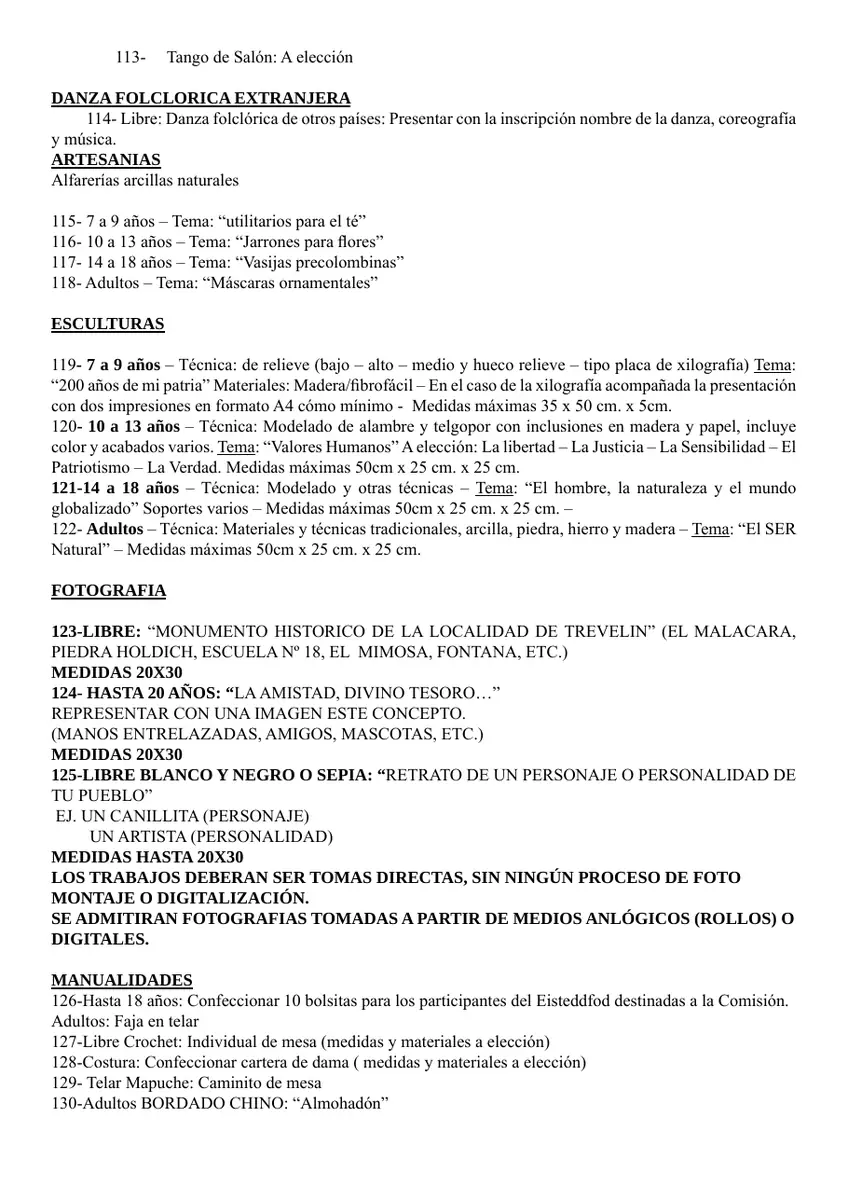 113- Tango de Salón: A elección
DANZA FOLCLORICA EXTRANJERA
114- Libre: Danza folclórica de otros países: Presentar con la inscripción nombre de la danza, coreografía
y música.
ARTESANIAS
Alfarerías arcillas naturales
115- 7 a 9 años – Tema: “utilitarios para el té”
116- 10 a 13 años – Tema: “Jarrones para flores”
117- 14 a 18 años – Tema: “Vasijas precolombinas”
118- Adultos – Tema: “Máscaras ornamentales”
ESCULTURAS
119- 7 a 9 años – Técnica: de relieve (bajo – alto – medio y hueco relieve – tipo placa de xilografía) Tema:
“200 años de mi patria” Materiales: Madera/fibrofácil – En el caso de la xilografía acompañada la presentación
con dos impresiones en formato A4 cómo mínimo - Medidas máximas 35 x 50 cm. x 5cm.
120- 10 a 13 años – Técnica: Modelado de alambre y telgopor con inclusiones en madera y papel, incluye
color y acabados varios. Tema: “Valores Humanos” A elección: La libertad – La Justicia – La Sensibilidad – El
Patriotismo – La Verdad. Medidas máximas 50cm x 25 cm. x 25 cm.
121-14 a 18 años – Técnica: Modelado y otras técnicas – Tema: “El hombre, la naturaleza y el mundo
globalizado” Soportes varios – Medidas máximas 50cm x 25 cm. x 25 cm. –
122- Adultos – Técnica: Materiales y técnicas tradicionales, arcilla, piedra, hierro y madera – Tema: “El SER
Natural” – Medidas máximas 50cm x 25 cm. x 25 cm.
FOTOGRAFIA
123-LIBRE: “MONUMENTO HISTORICO DE LA LOCALIDAD DE TREVELIN” (EL MALACARA,
PIEDRA HOLDICH, ESCUELA Nº 18, EL MIMOSA, FONTANA, ETC.)
MEDIDAS 20X30
124- HASTA 20 AÑOS: “LA AMISTAD, DIVINO TESORO…”
REPRESENTAR CON UNA IMAGEN ESTE CONCEPTO.
(MANOS ENTRELAZADAS, AMIGOS, MASCOTAS, ETC.)
MEDIDAS 20X30
125-LIBRE BLANCO Y NEGRO O SEPIA: “RETRATO DE UN PERSONAJE O PERSONALIDAD DE
TU PUEBLO”
EJ. UN CANILLITA (PERSONAJE)
UN ARTISTA (PERSONALIDAD)
MEDIDAS HASTA 20X30
LOS TRABAJOS DEBERAN SER TOMAS DIRECTAS, SIN NINGÚN PROCESO DE FOTO
MONTAJE O DIGITALIZACIÓN.
SE ADMITIRAN FOTOGRAFIAS TOMADAS A PARTIR DE MEDIOS ANLÓGICOS (ROLLOS) O
DIGITALES.
MANUALIDADES
126-Hasta 18 años: Confeccionar 10 bolsitas para los participantes del Eisteddfod destinadas a la Comisión.
Adultos: Faja en telar
127-Libre Crochet: Individual de mesa (medidas y materiales a elección)
128-Costura: Confeccionar cartera de dama ( medidas y materiales a elección)
129- Telar Mapuche: Caminito de mesa
130-Adultos BORDADO CHINO: “Almohadón”